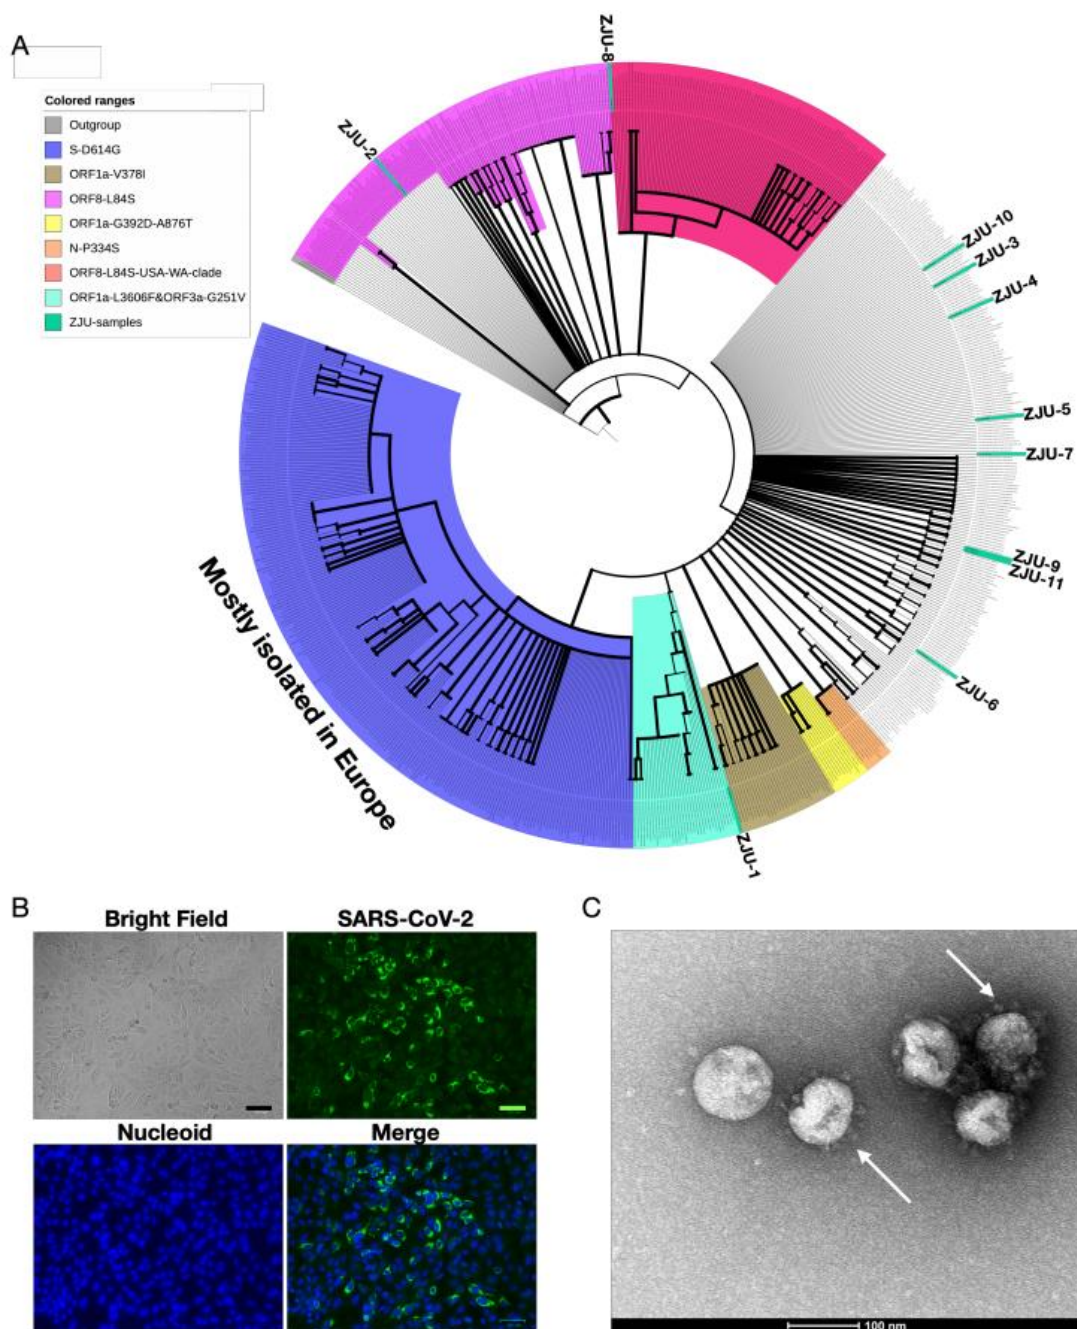 A
Colored ranges
Outgroup
S-D614G
ORF1a-V378I
ORF8-L84S
ORF1a-G392D-A876T
N-P334S
ORF8-L84S-USA-WA-clade
ORF1a-L3606F&ORF3a-G251V
ZJU-samples
ZJU-2
ZJU-8
ZJU-10
ZJU-3
ZJU-4
ZJU-5
ZJU-7
ZJU-9
ZJU-11
ZJU-6
ZJU-1
Mostly isolated in Europe
B
Bright Field
SARS-CoV-2
Nucleoid
Merge
C
100 nm